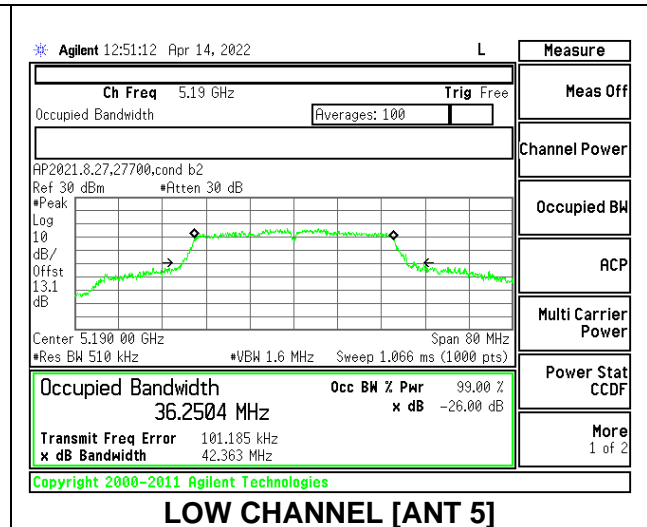 Agilent 12:51:12 Apr 14, 2022 L
Measure
Ch Freq 5.19 GHz Trig Free
Meas Off
Occupied Bandwidth Averages: 100
Channel Power
AP2021.8.27,27700,cond b2
Ref 30 dBm #Atten 30 dB
#Peak
Log
10
dB/
Offst
13.1
dB
Occupied BW
ACP
Multi Carrier
Power
Center 5.190 00 GHz Span 80 MHz
#Res BW 510 kHz #VBW 1.6 MHz Sweep 1.066 ms (1000 pts)
Power Stat
CCDF
Occupied Bandwidth Occ BW % Pwr 99.00 %
36.2504 MHz x dB -26.00 dB
Transmit Freq Error 101.185 kHz
x dB Bandwidth 42.363 MHz
More
1 of 2
Copyright 2000-2011 Agilent Technologies
LOW CHANNEL [ANT 5]